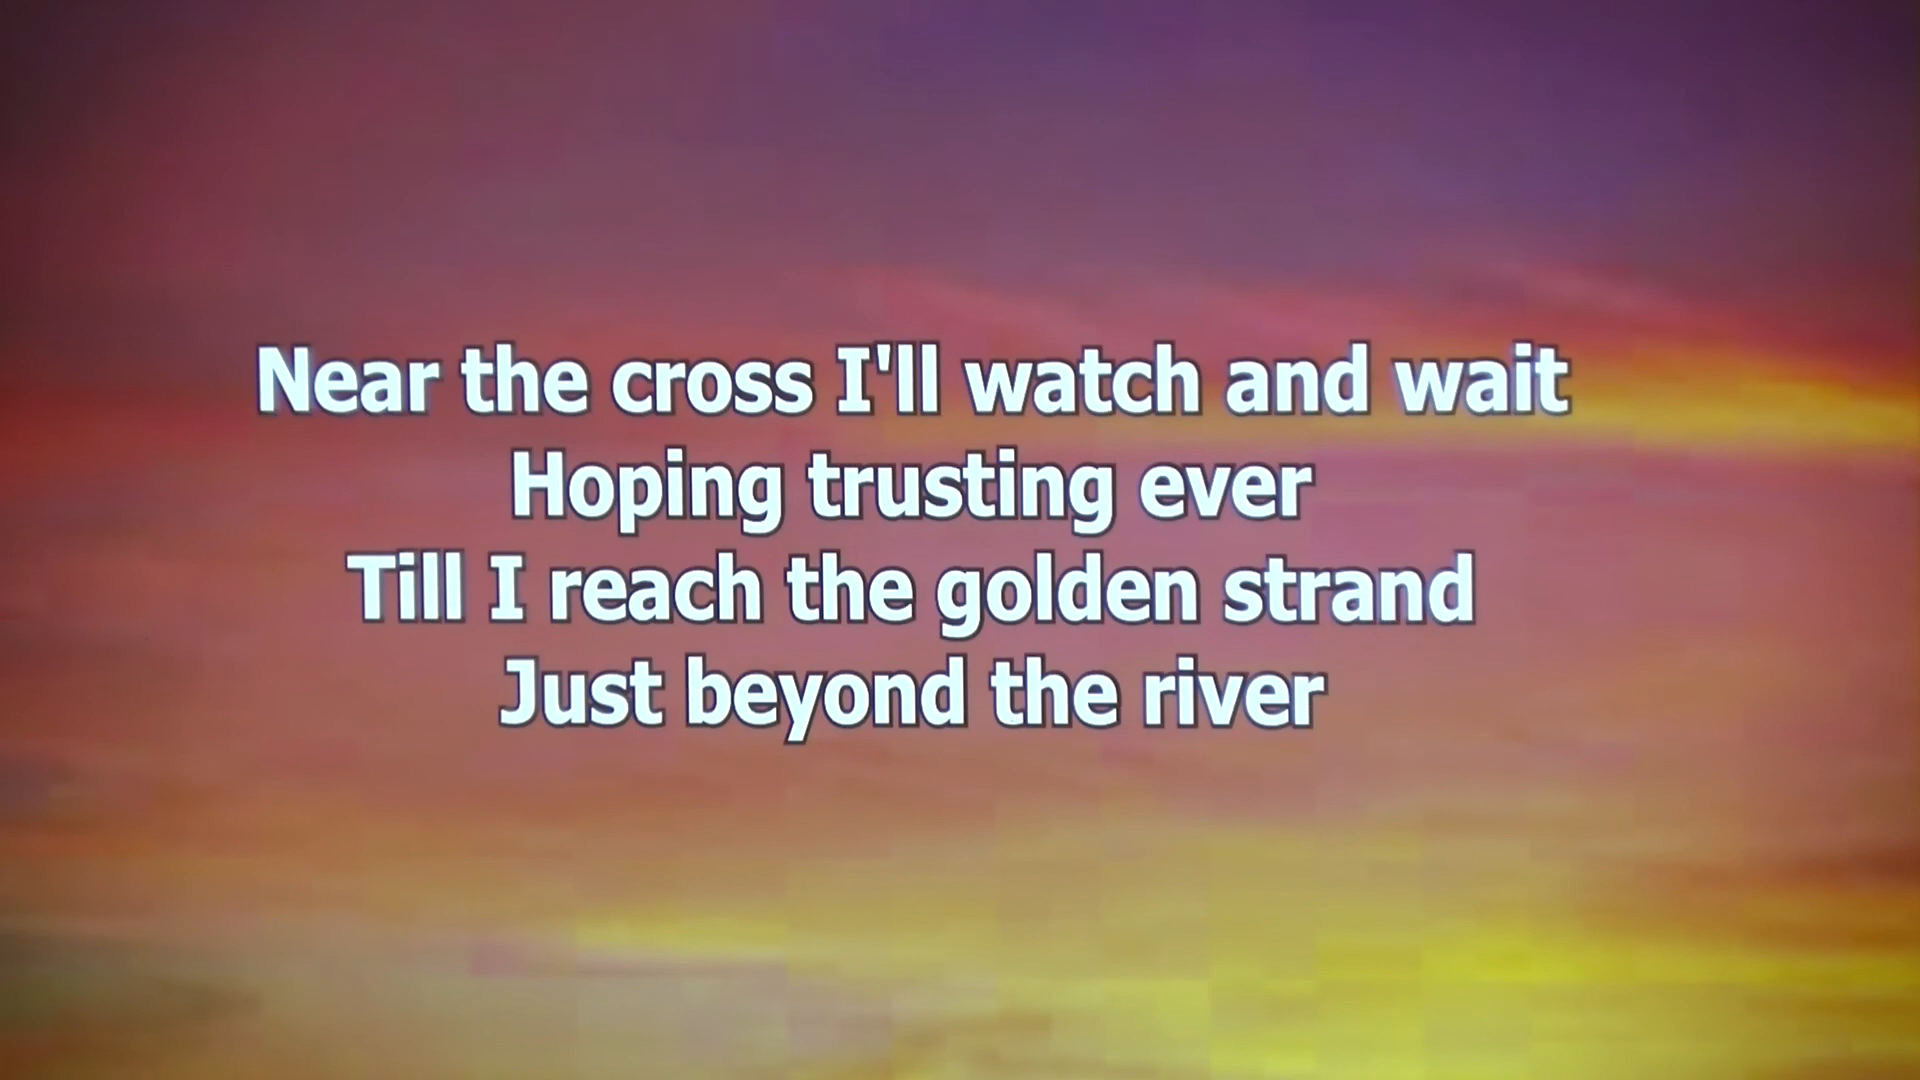 Near the cross I'll watch and wait
Hoping trusting ever
Till I reach the golden strand
Just beyond the river